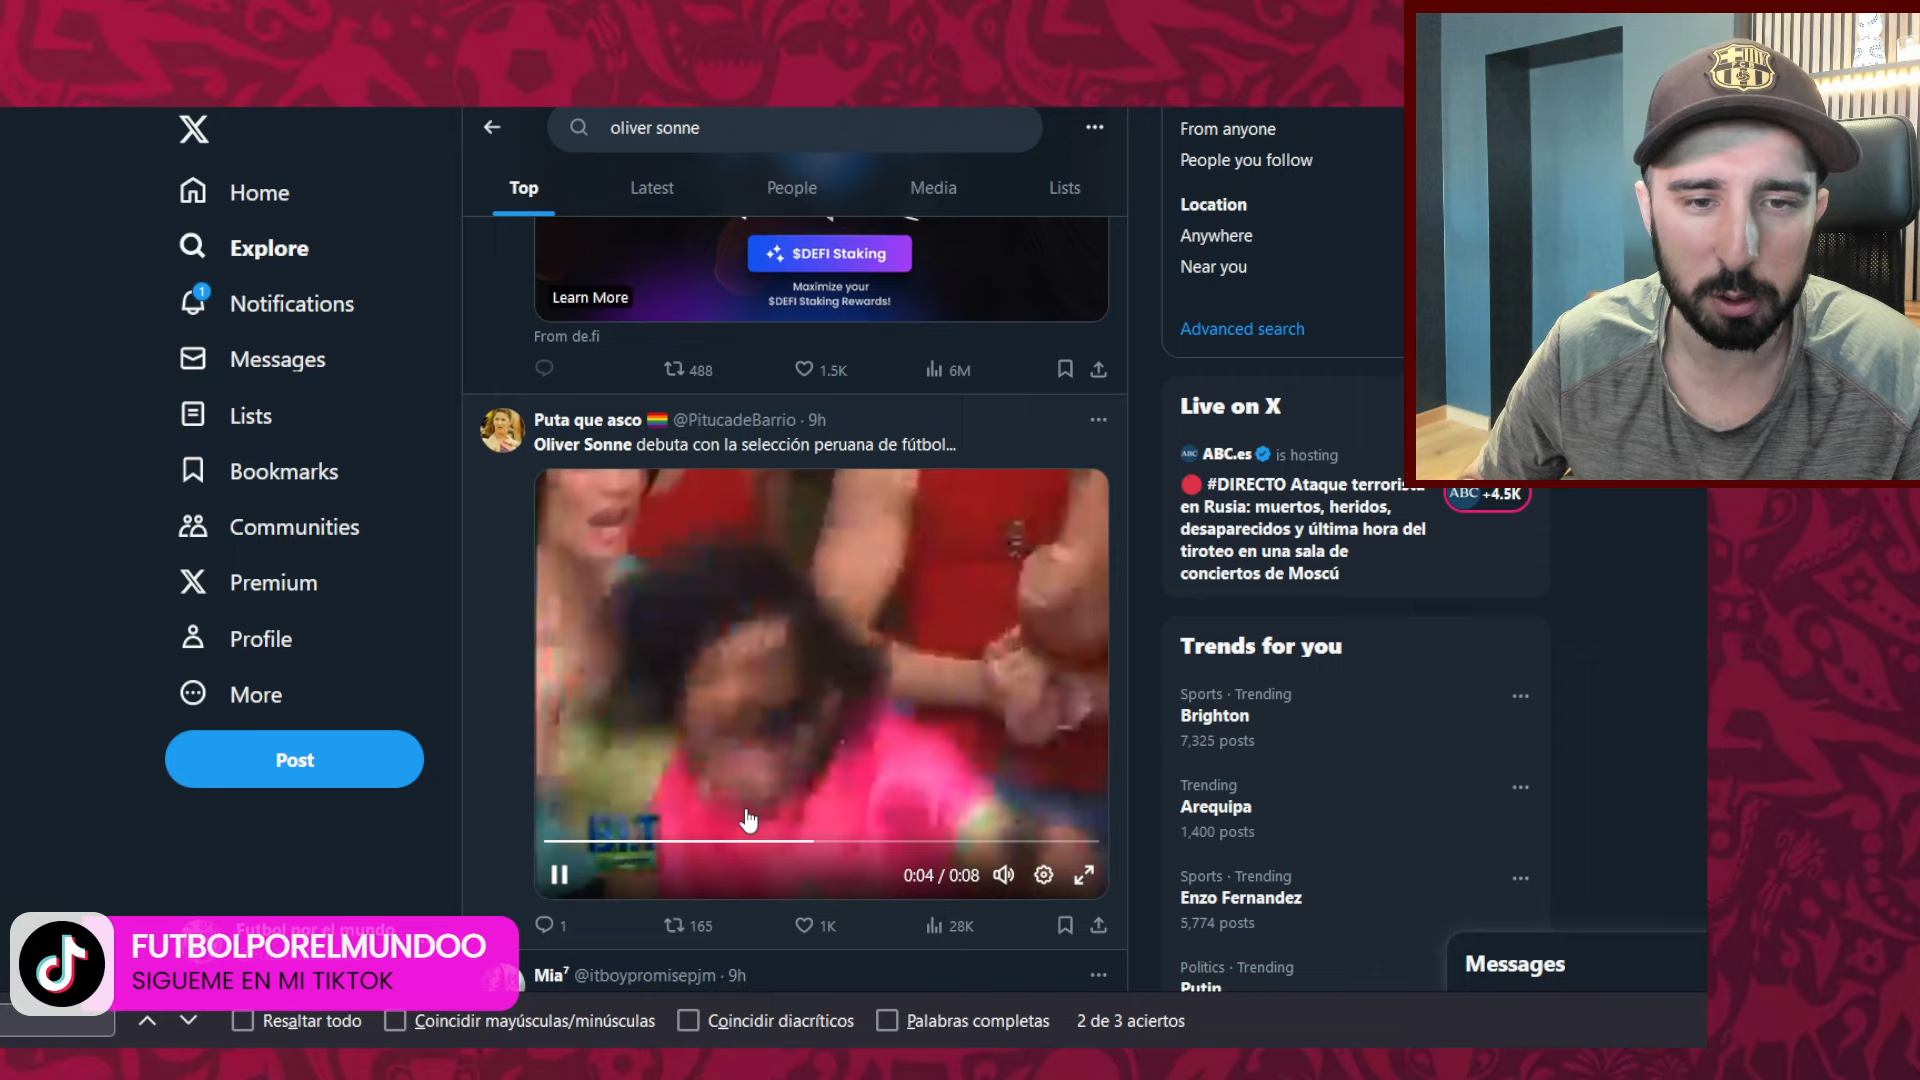 oliver sonne
Top
Latest
People
Media
Lists
Home
Explore
1
Notifications
Messages
Lists
Bookmarks
Communities
Premium
Profile
More
Post
$DEFI Staking
Maximize your
$DEFI Staking Rewards!
Learn More
From de.fi
488
1.5K
6M
Puta que asco @PitucadeBarrio · 9h
Oliver Sonne debuta con la selección peruana de fútbol...
0:04 / 0:08
1
165
1K
28K
Mia⁷ @itboypromisepjm · 9h
From anyone
People you follow
Location
Anywhere
Near you
Advanced search
Live on X
ABC ABC.es is hosting
#DIRECTO Ataque terrorista
en Rusia: muertos, heridos,
desaparecidos y última hora del
tiroteo en una sala de
conciertos de Moscú
ABC +4.5K
Trends for you
Sports · Trending
Brighton
7,325 posts
Trending
Arequipa
1,400 posts
Sports · Trending
Enzo Fernandez
5,774 posts
Politics · Trending
Putin
Messages
Futbol por el mundo
FUTBOLPORELMUNDOO
SIGUEME EN MI TIKTOK
Resaltar todo
Coincidir mayúsculas/minúsculas
Coincidir diacríticos
Palabras completas
2 de 3 aciertos